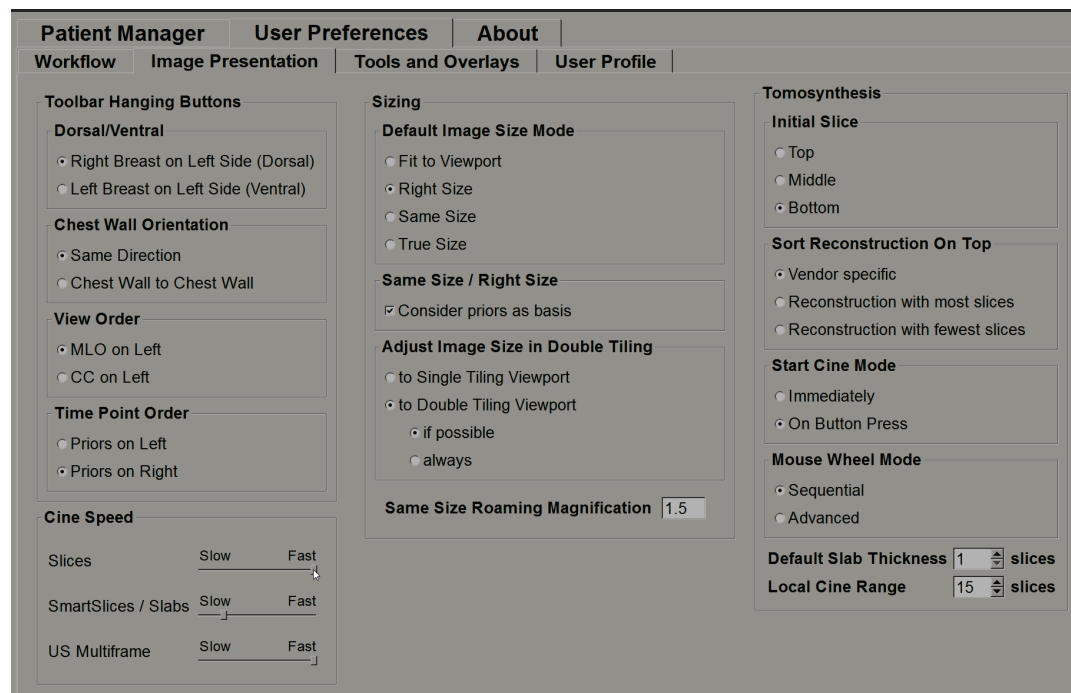 Patient Manager
User Preferences
About
Workflow
Image Presentation
Tools and Overlays
User Profile
Toolbar Hanging Buttons
Dorsal/Ventral
Right Breast on Left Side (Dorsal)
Left Breast on Left Side (Ventral)
Chest Wall Orientation
Same Direction
Chest Wall to Chest Wall
View Order
MLO on Left
CC on Left
Time Point Order
Priors on Left
Priors on Right
Cine Speed
Slices
Slow
Fast
SmartSlices / Slabs
Slow
Fast
US Multiframe
Slow
Fast
Sizing
Default Image Size Mode
Fit to Viewport
Right Size
Same Size
True Size
Same Size / Right Size
Consider priors as basis
Adjust Image Size in Double Tiling
to Single Tiling Viewport
to Double Tiling Viewport
if possible
always
Same Size Roaming Magnification 1.5
Tomosynthesis
Initial Slice
Top
Middle
Bottom
Sort Reconstruction On Top
Vendor specific
Reconstruction with most slices
Reconstruction with fewest slices
Start Cine Mode
Immediately
On Button Press
Mouse Wheel Mode
Sequential
Advanced
Default Slab Thickness 1 slices
Local Cine Range 15 slices